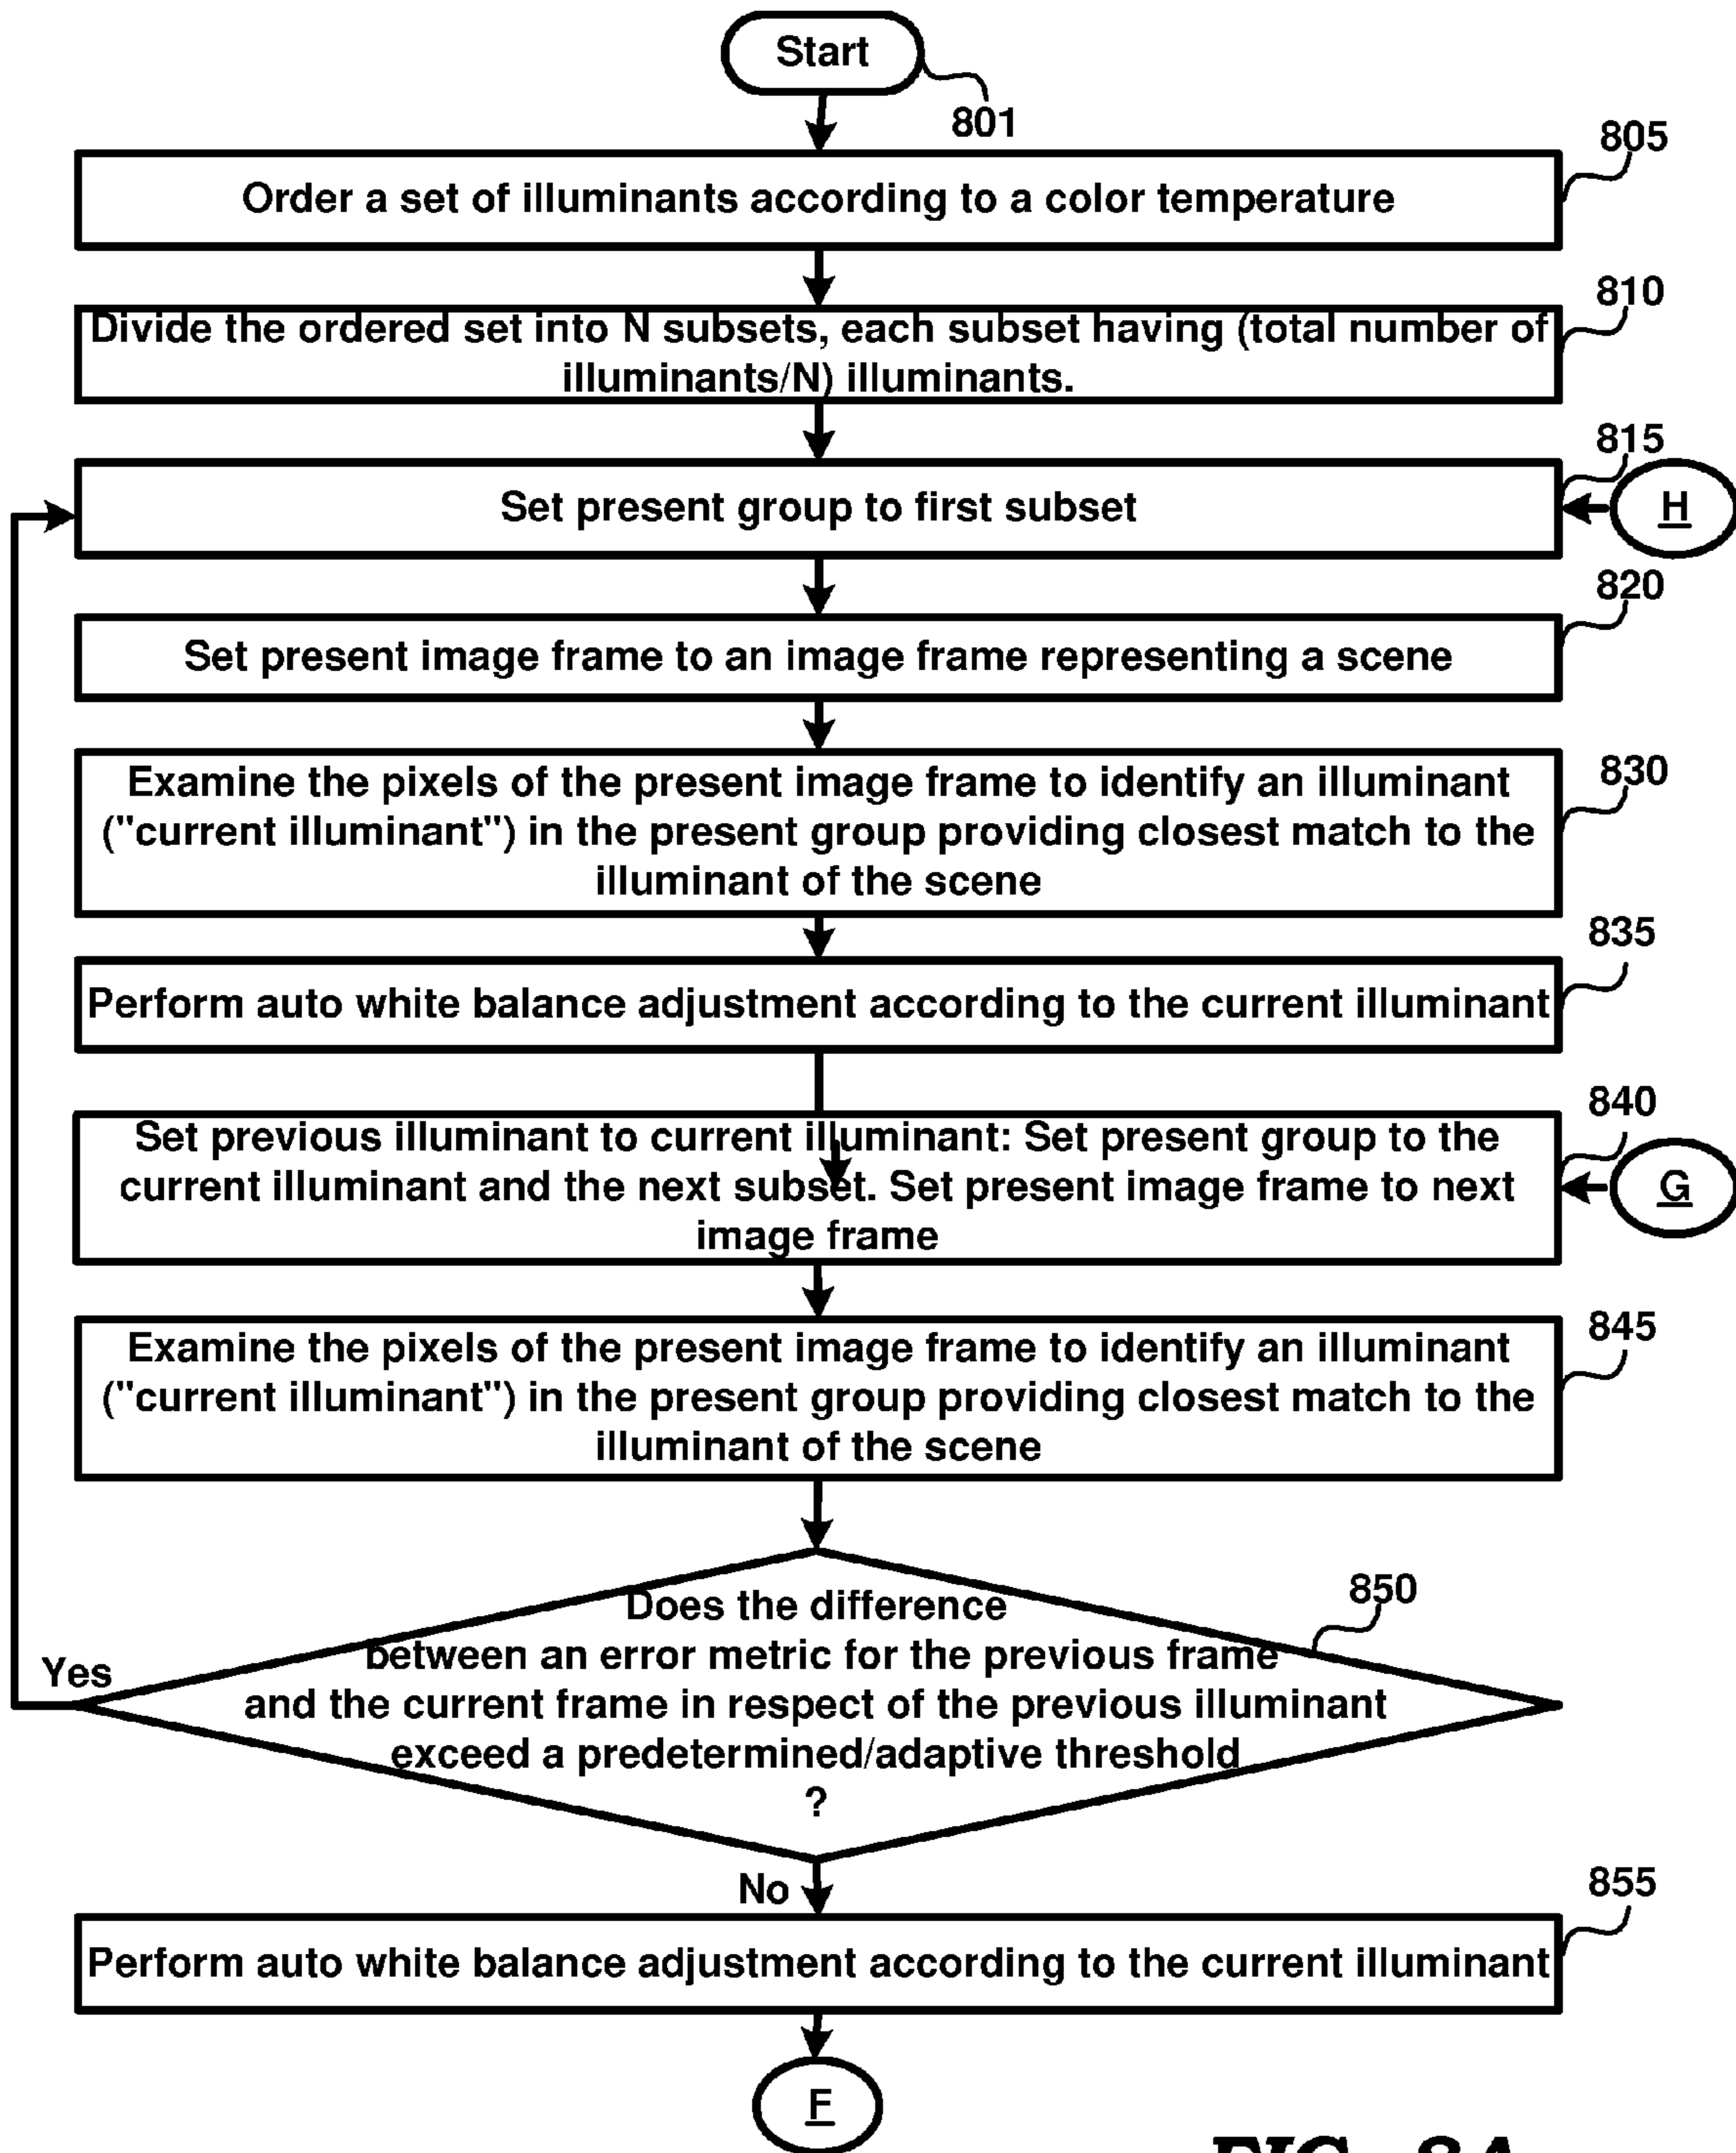 Start
801
805
Order a set of illuminants according to a color temperature
810
Divide the ordered set into N subsets, each subset having (total number of
illuminants/N) illuminants.
815
Set present group to first subset
H
820
Set present image frame to an image frame representing a scene
830
Examine the pixels of the present image frame to identify an illuminant
("current illuminant") in the present group providing closest match to the
illuminant of the scene
835
Perform auto white balance adjustment according to the current illuminant
840
Set previous illuminant to current illuminant: Set present group to the
current illuminant and the next subset. Set present image frame to next
image frame
G
845
Examine the pixels of the present image frame to identify an illuminant
("current illuminant") in the present group providing closest match to the
illuminant of the scene
850
Does the difference
between an error metric for the previous frame
and the current frame in respect of the previous illuminant
exceed a predetermined/adaptive threshold
?
Yes
No
855
Perform auto white balance adjustment according to the current illuminant
F
FIG. 8A